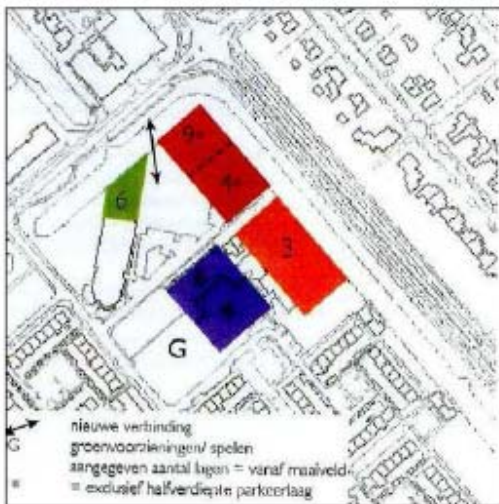 9*
4*
6
3
G
nieuwe verbinding
G groenvoorzieningen/ spelen
aangegeven aantal lagen = vanaf maaiveld
* = exclusief halfverdiepte parkeerlaag